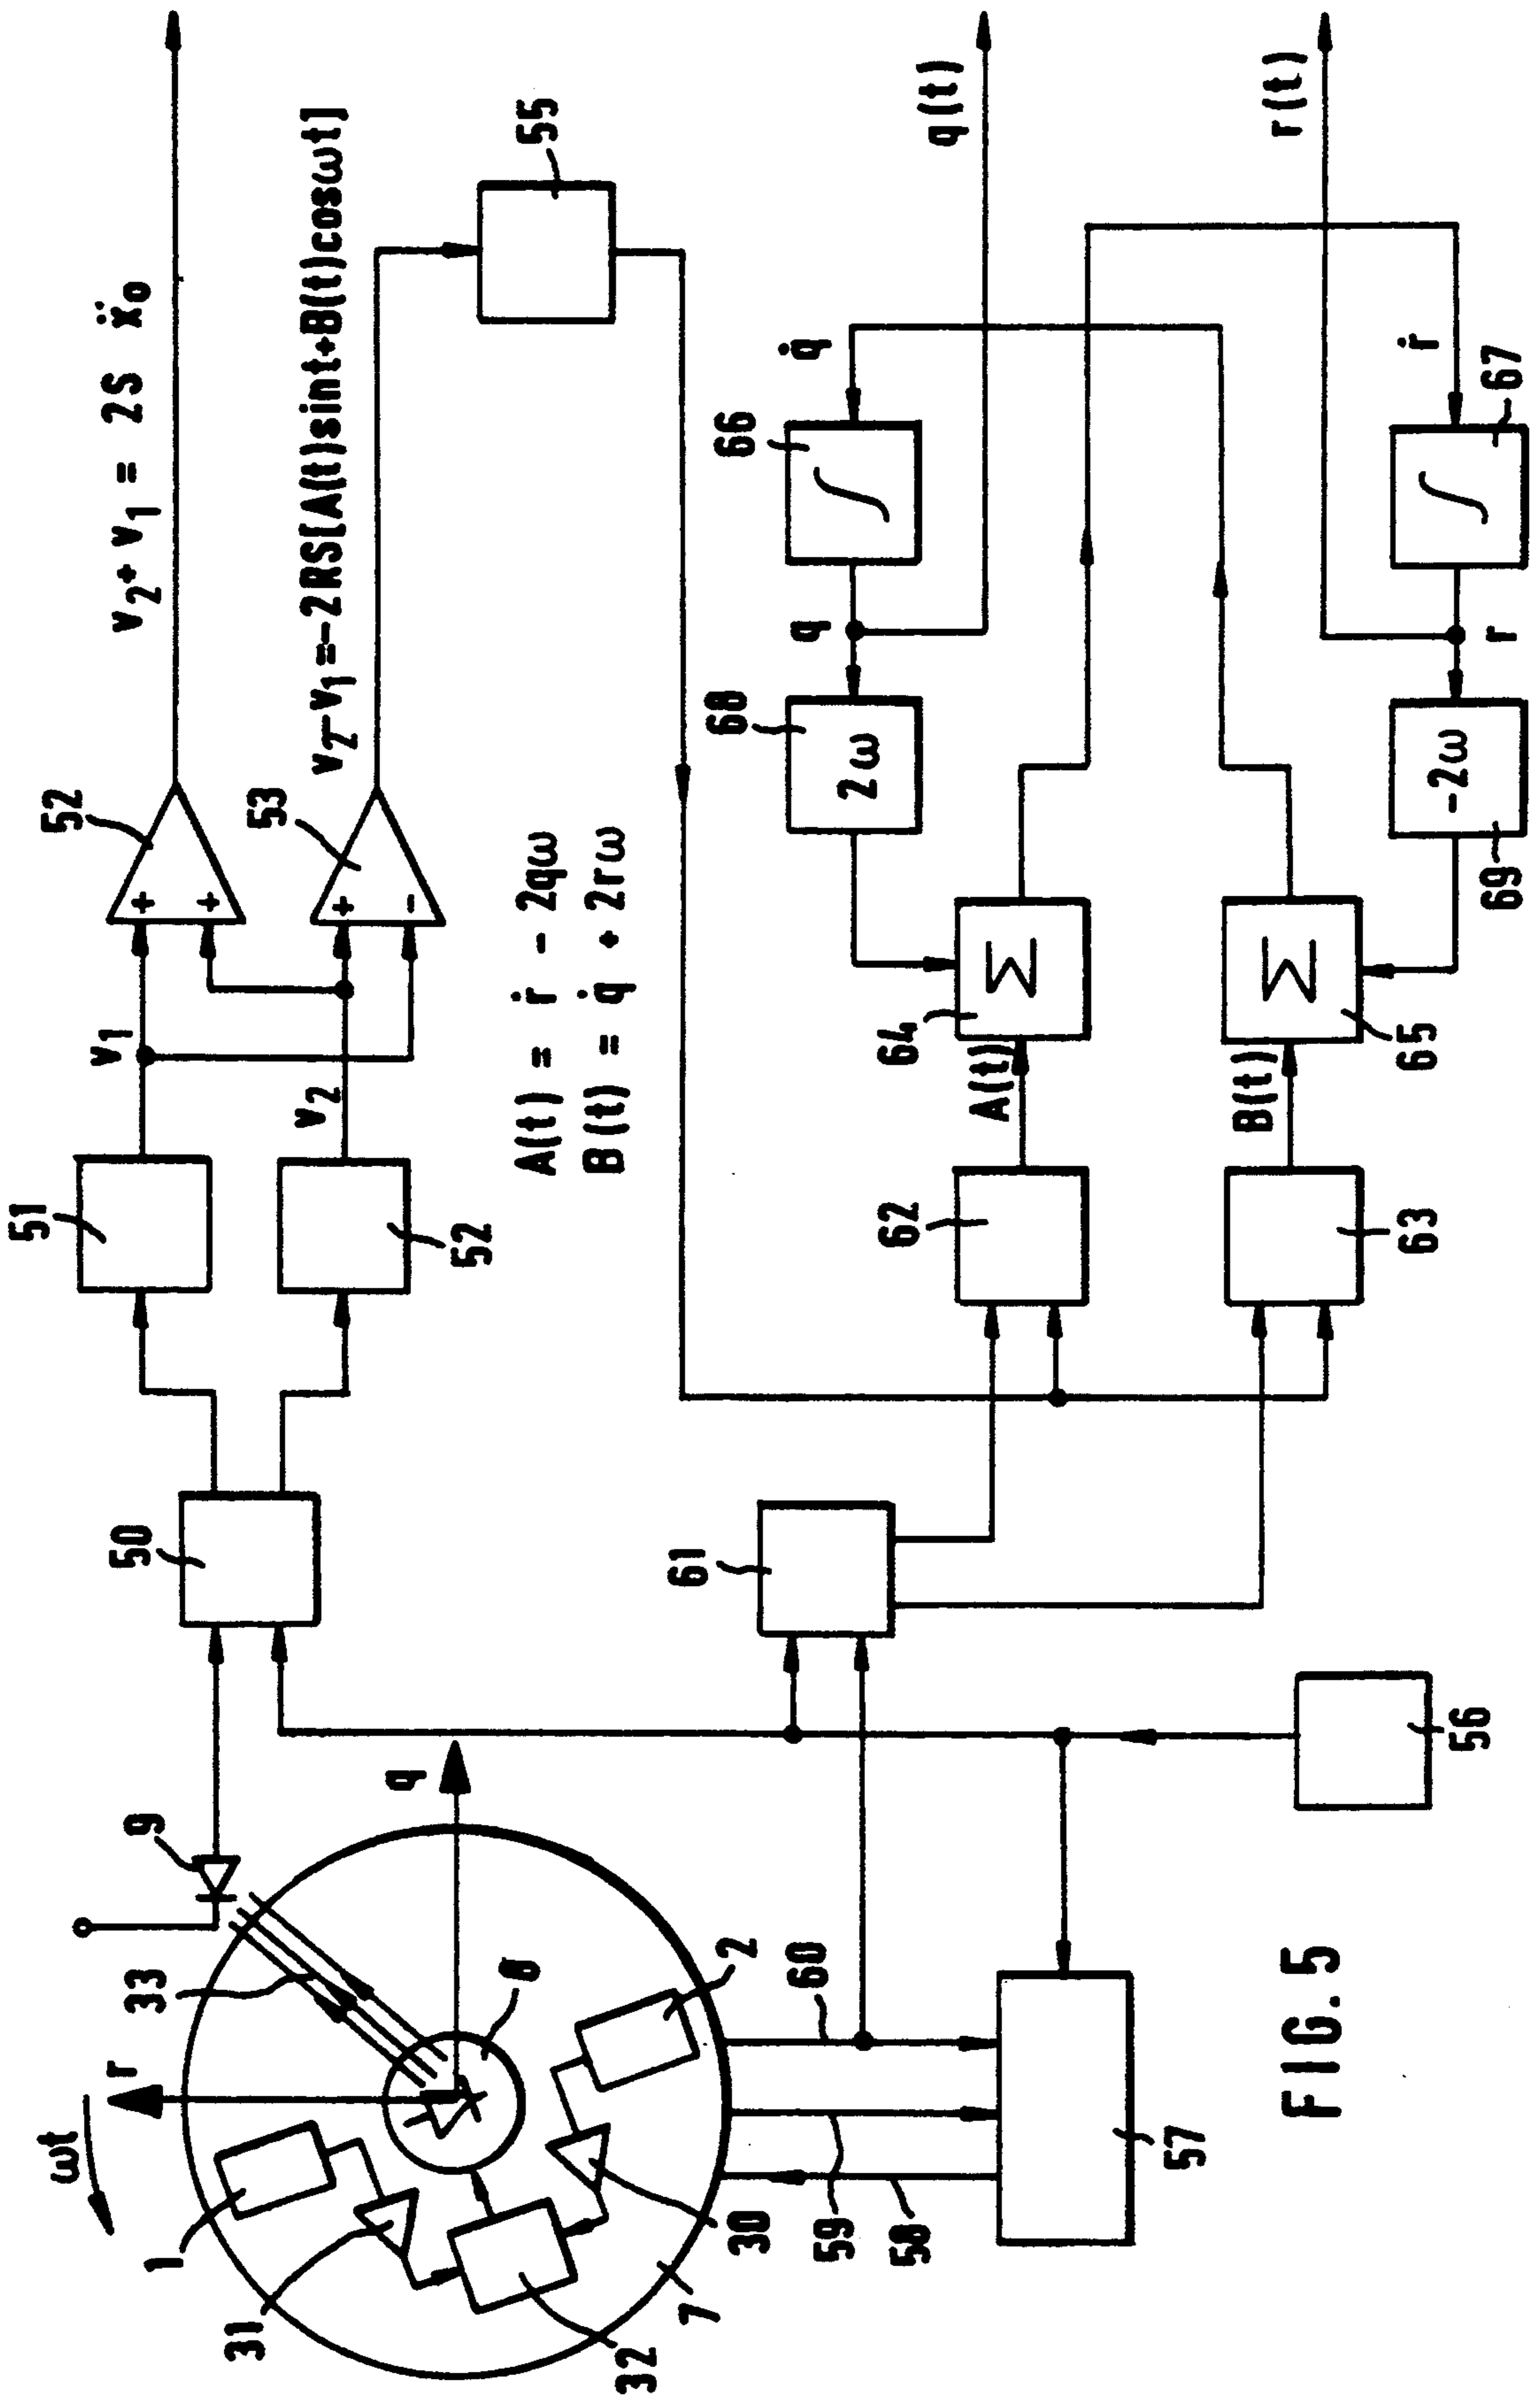 52
v₂+ v₁ = 2S ẍ₀
53
v₂-v₁=-2RS[A(t)sint+B(t)cosωt]
51
v₁
52
v₂
50
55
A(t) = ṙ - 2qω
B(t) = q̇ + 2rω
9
33
ωt
r
q
8
1
31
32
7
30
2
58
59
60
57
56
61
62
A(t)
64
Σ
63
B(t)
65
Σ
68
2ω
q
66
∫
q̇
q(t)
69
-2ω
r
67
∫
ṙ
r(t)
FIG. 5